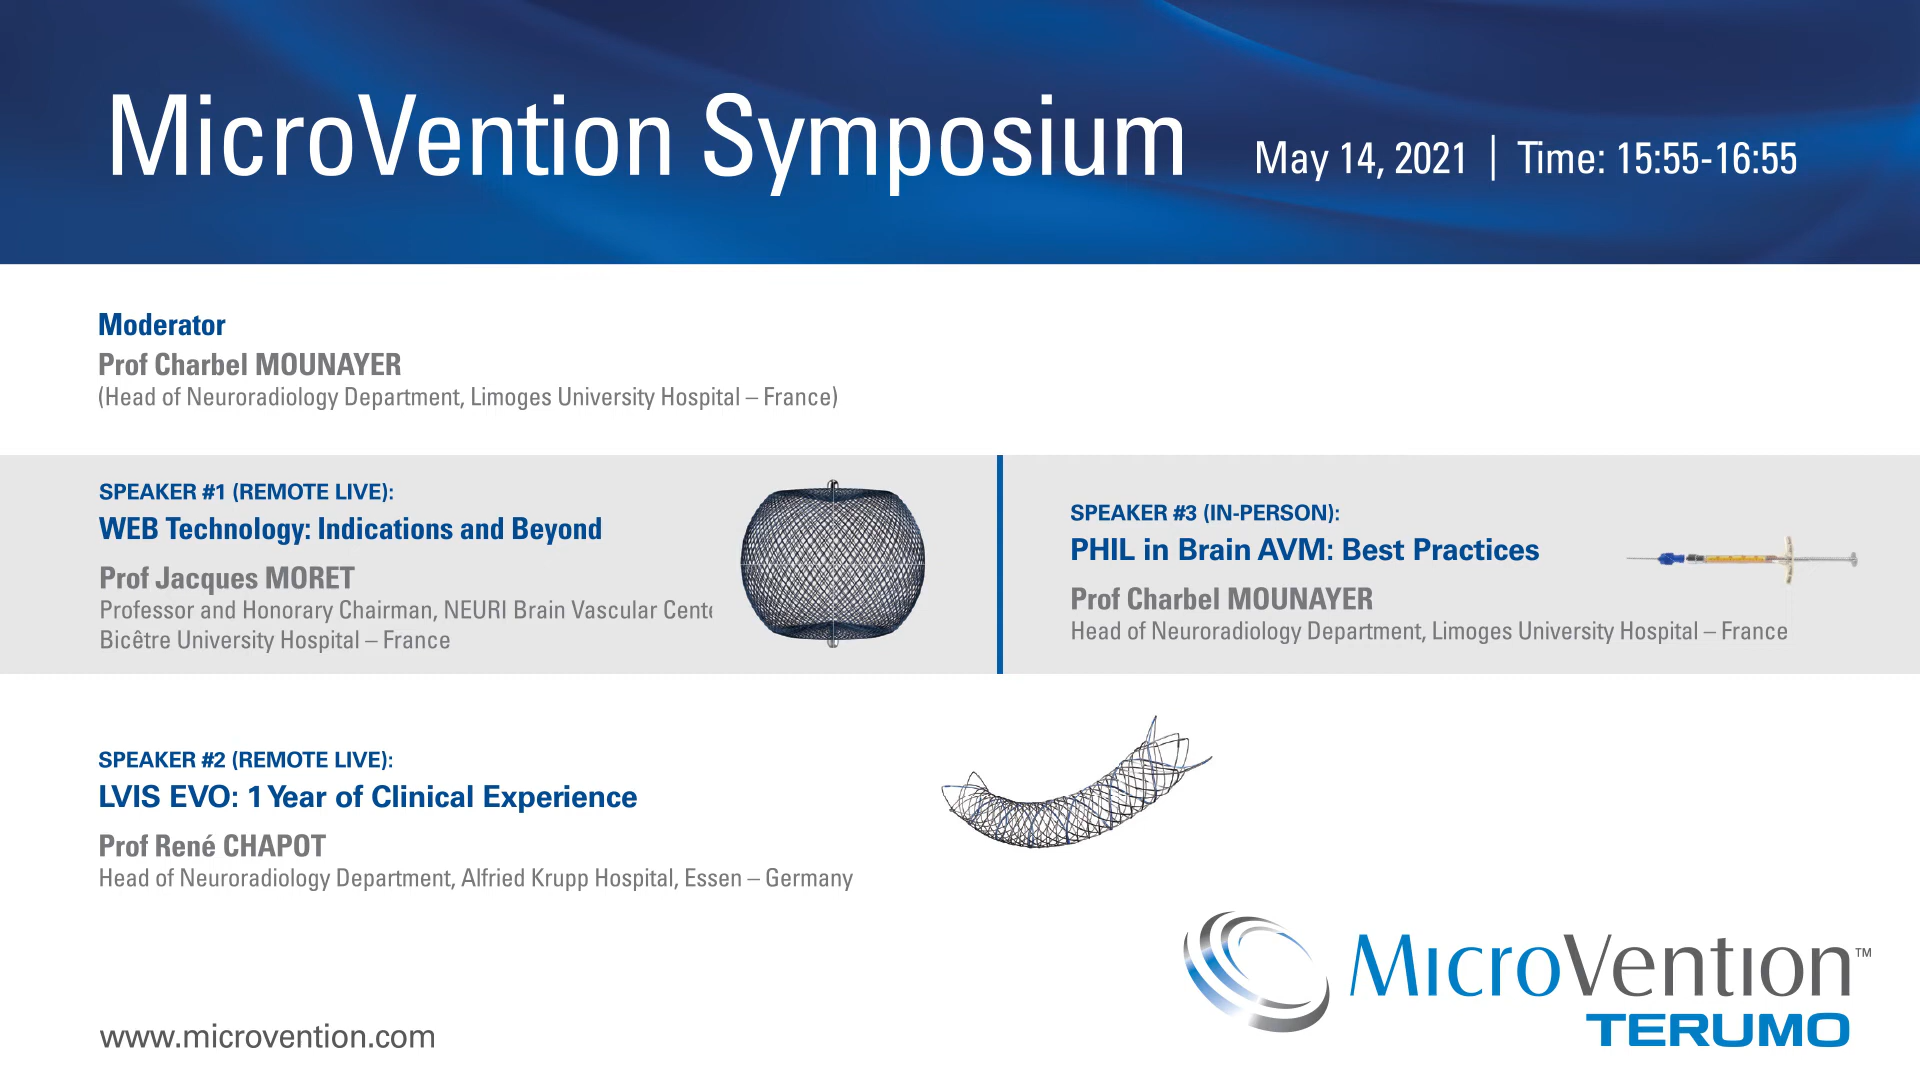 MicroVention Symposium
May 14, 2021 | Time: 15:55-16:55
Moderator
Prof Charbel MOUNAYER
(Head of Neuroradiology Department, Limoges University Hospital – France)
SPEAKER #1 (REMOTE LIVE):
WEB Technology: Indications and Beyond
Prof Jacques MORET
Professor and Honorary Chairman, NEURI Brain Vascular Cente
Bicêtre University Hospital – France
SPEAKER #3 (IN-PERSON):
PHIL in Brain AVM: Best Practices
Prof Charbel MOUNAYER
Head of Neuroradiology Department, Limoges University Hospital – France
SPEAKER #2 (REMOTE LIVE):
LVIS EVO: 1 Year of Clinical Experience
Prof René CHAPOT
Head of Neuroradiology Department, Alfried Krupp Hospital, Essen – Germany
www.microvention.com
MicroVention™
TERUMO